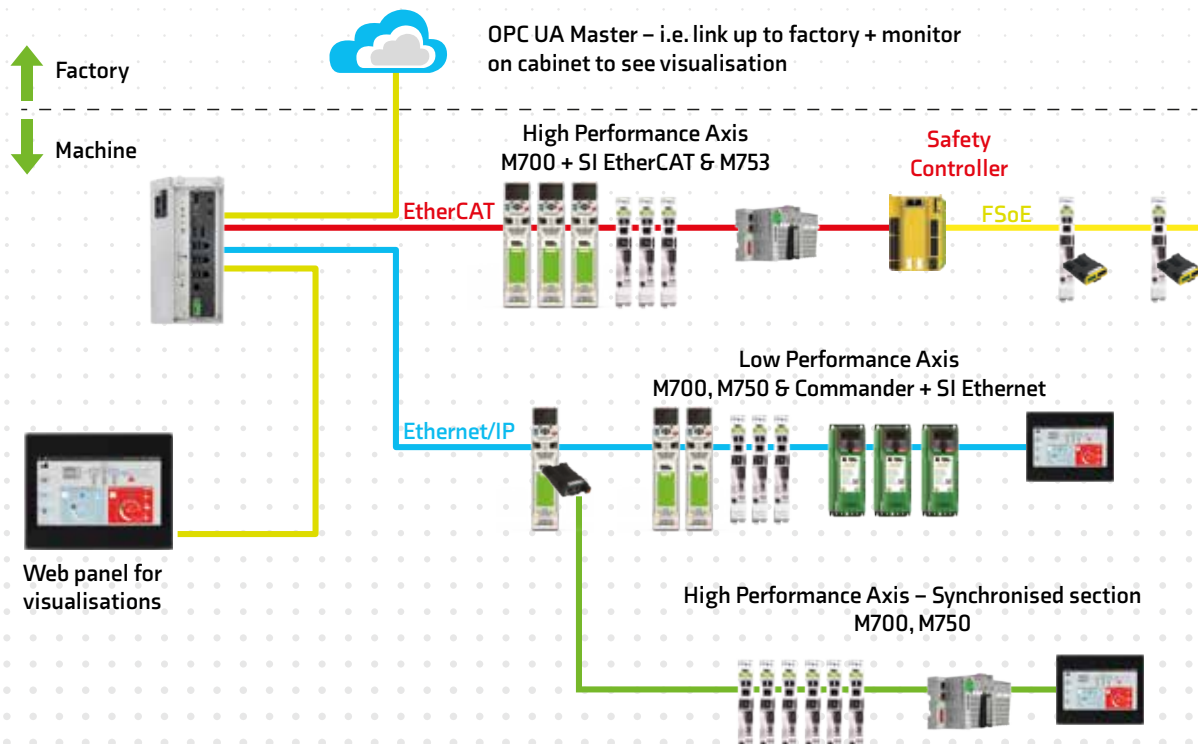 OPC UA Master – i.e. link up to factory + monitor
on cabinet to see visualisation
Factory
Machine
High Performance Axis
M700 + SI EtherCAT & M753
Safety
Controller
EtherCAT
FSoE
Low Performance Axis
M700, M750 & Commander + SI Ethernet
Ethernet/IP
Web panel for
visualisations
High Performance Axis – Synchronised section
M700, M750